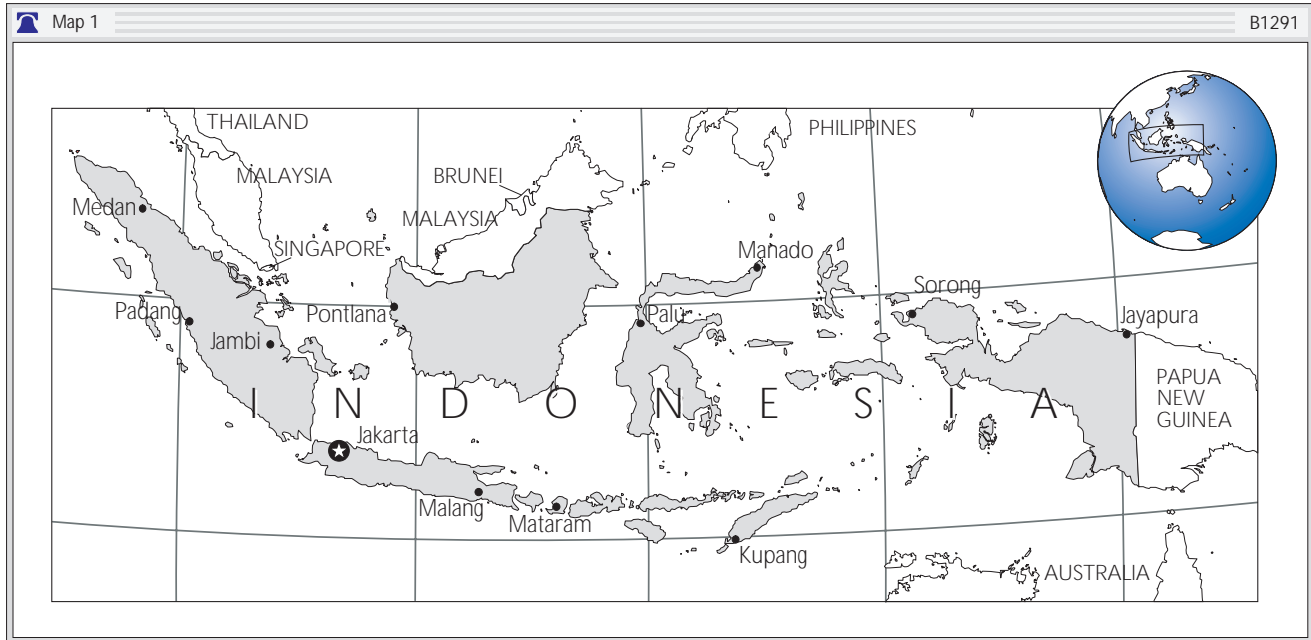 Map 1
B1291
THAILAND
PHILIPPINES
MALAYSIA
BRUNEI
Medan
MALAYSIA
SINGAPORE
Manado
Sorong
Padang
Pontlana
Palu
Jayapura
Jambi
PAPUA
NEW
GUINEA
I N D O N E S I A
Jakarta
Malang
Mataram
Kupang
AUSTRALIA